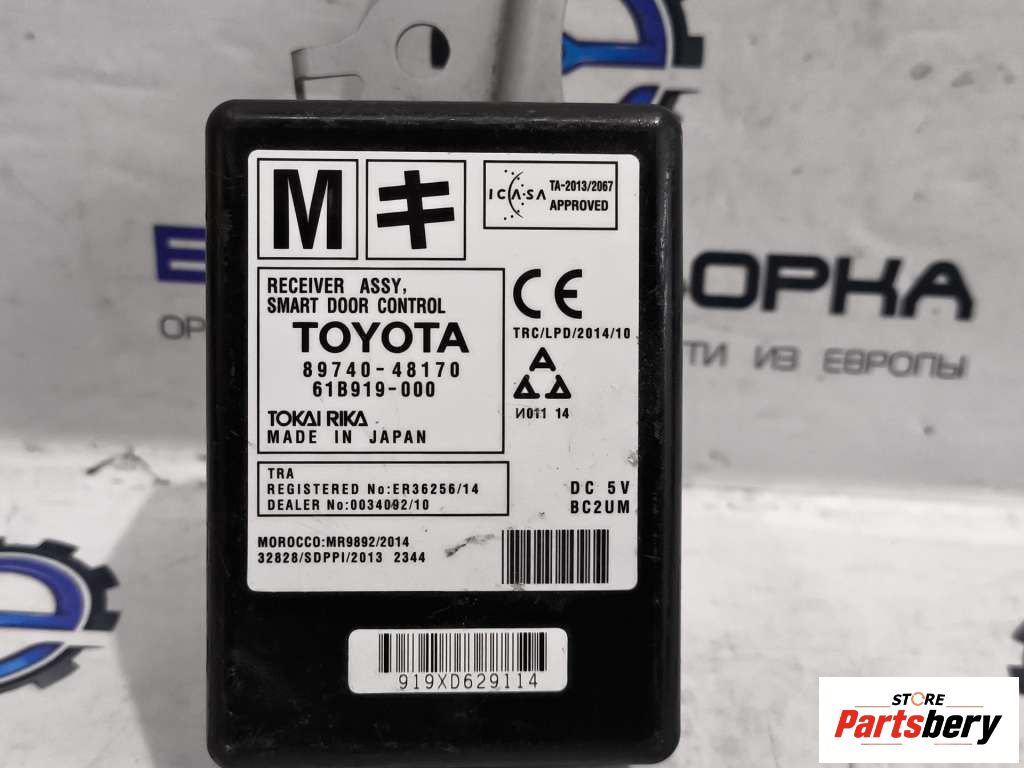 M キ
ICASA TA-2013/2067
APPROVED
RECEIVER ASSY,
SMART DOOR CONTROL
TOYOTA
89740-48170
61B919-000
TOKAI RIKA
MADE IN JAPAN
CE
TRC/LPD/2014/10
И011 14
TRA
REGISTERED No:ER36256/14
DEALER No:0034092/10
DC 5V
BC2UM
MOROCCO:MR9892/2014
32828/SDPPI/2013 2344
919XD629114
ОРКА
ТИ ИЗ ЕВРОПЫ
STORE
Partsbery